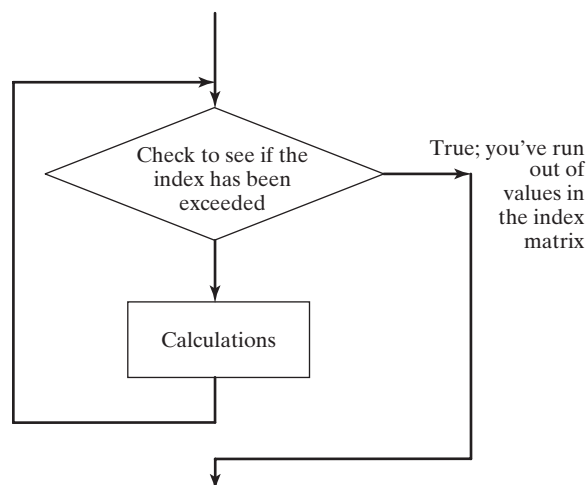 Check to see if the
index has been
exceeded
True; you've run
out of
values in
the index
matrix
Calculations